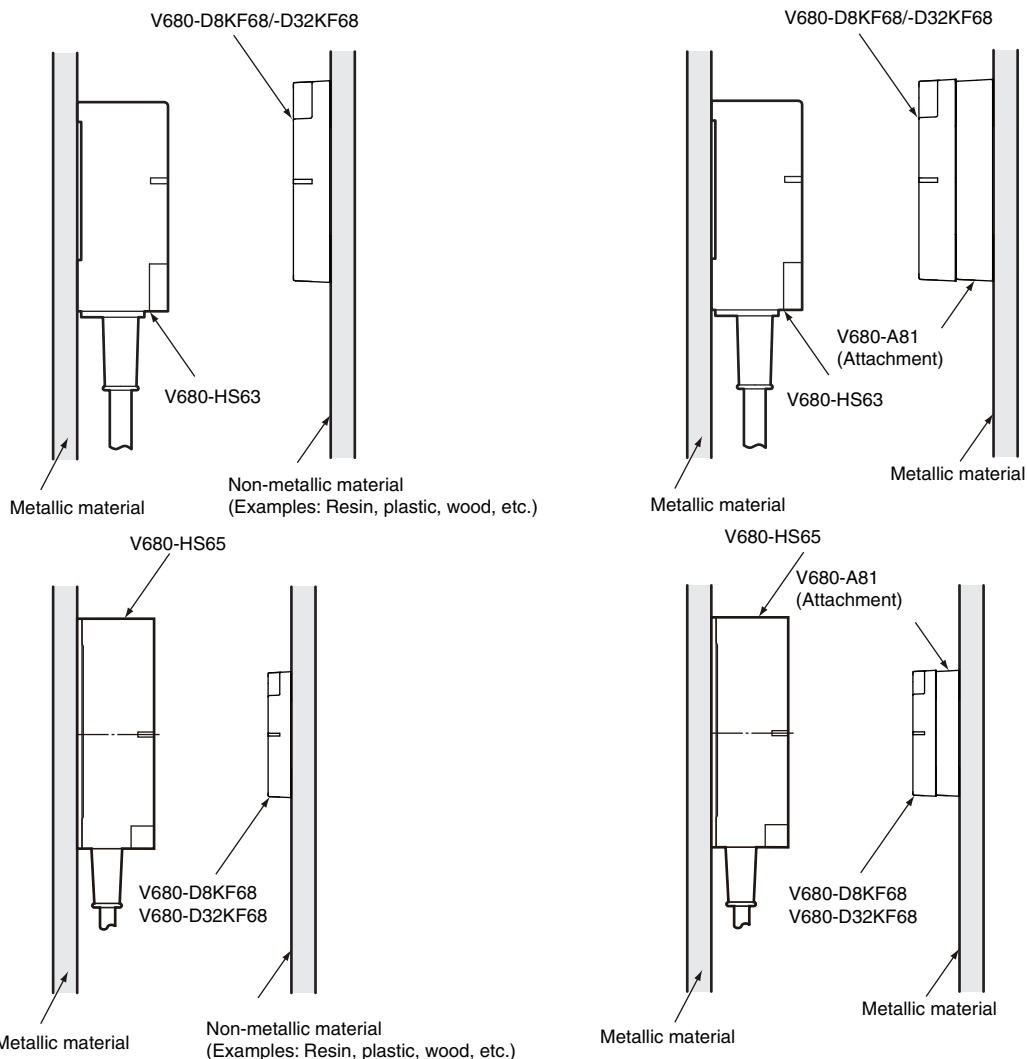 V680-D8KF68/-D32KF68
V680-HS63
Metallic material
Non-metallic material
(Examples: Resin, plastic, wood, etc.)
V680-D8KF68/-D32KF68
V680-A81
(Attachment)
V680-HS63
Metallic material
Metallic material
V680-HS65
V680-D8KF68
V680-D32KF68
Metallic material
Non-metallic material
(Examples: Resin, plastic, wood, etc.)
V680-HS65
V680-A81
(Attachment)
V680-D8KF68
V680-D32KF68
Metallic material
Metallic material